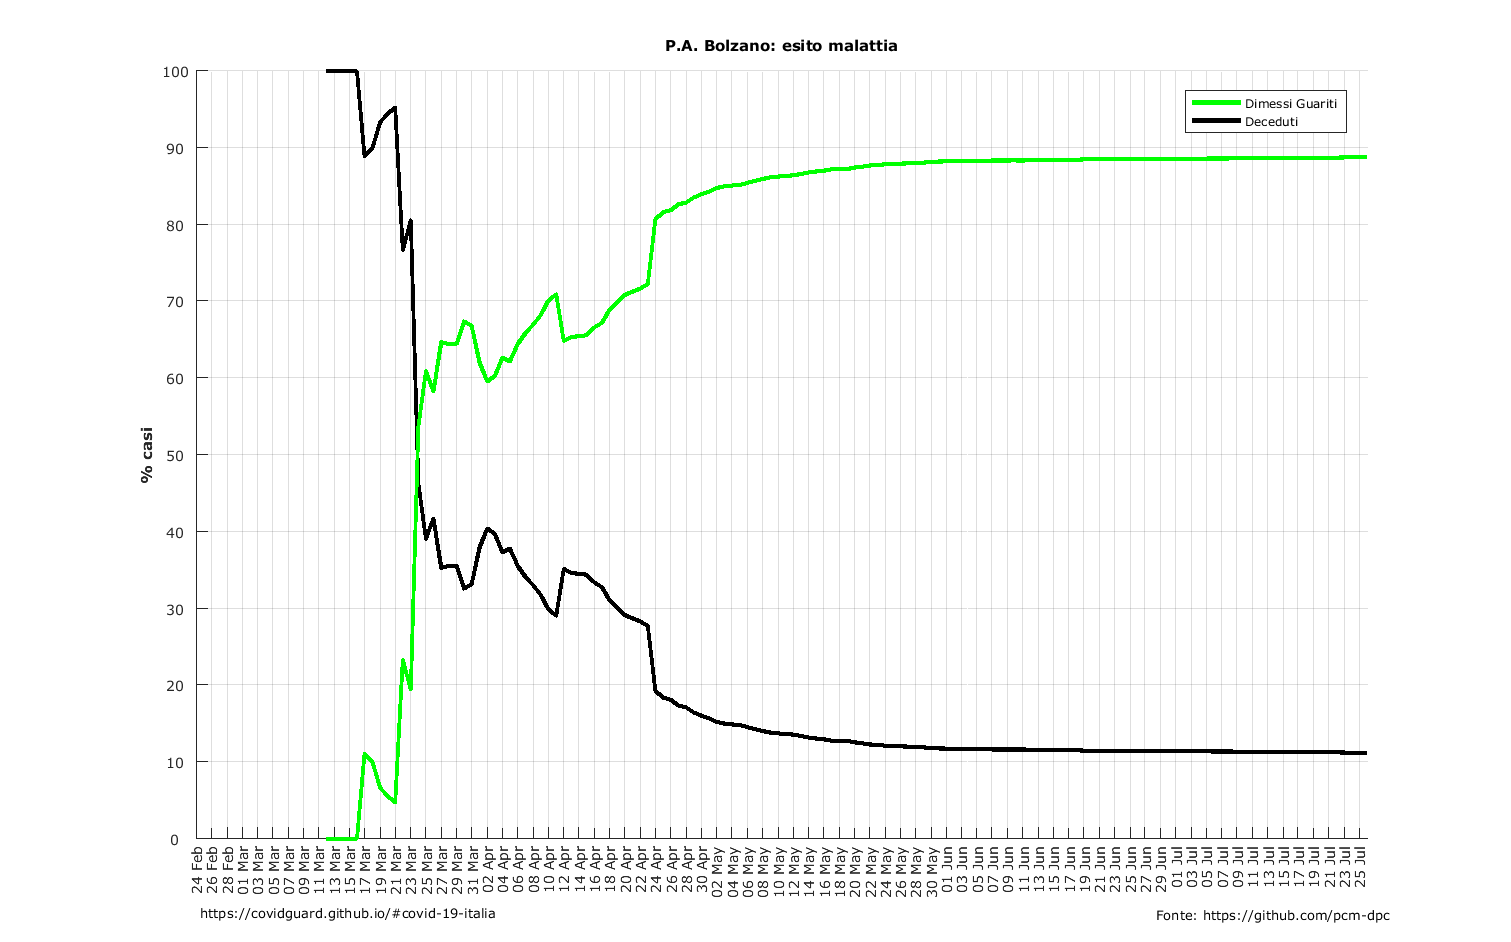 P.A. Bolzano: esito malattia
Dimessi Guariti
Deceduti
% casi
100
90
80
70
60
50
40
30
20
10
0
24 Feb
26 Feb
28 Feb
01 Mar
03 Mar
05 Mar
07 Mar
09 Mar
11 Mar
13 Mar
15 Mar
17 Mar
19 Mar
21 Mar
23 Mar
25 Mar
27 Mar
29 Mar
31 Mar
02 Apr
04 Apr
06 Apr
08 Apr
10 Apr
12 Apr
14 Apr
16 Apr
18 Apr
20 Apr
22 Apr
24 Apr
26 Apr
28 Apr
30 Apr
02 May
04 May
06 May
08 May
10 May
12 May
14 May
16 May
18 May
20 May
22 May
24 May
26 May
28 May
30 May
01 Jun
03 Jun
05 Jun
07 Jun
09 Jun
11 Jun
13 Jun
15 Jun
17 Jun
19 Jun
21 Jun
23 Jun
25 Jun
27 Jun
29 Jun
01 Jul
03 Jul
05 Jul
07 Jul
09 Jul
11 Jul
13 Jul
15 Jul
17 Jul
19 Jul
21 Jul
23 Jul
25 Jul
https://covidguard.github.io/#covid-19-italia
Fonte: https://github.com/pcm-dpc